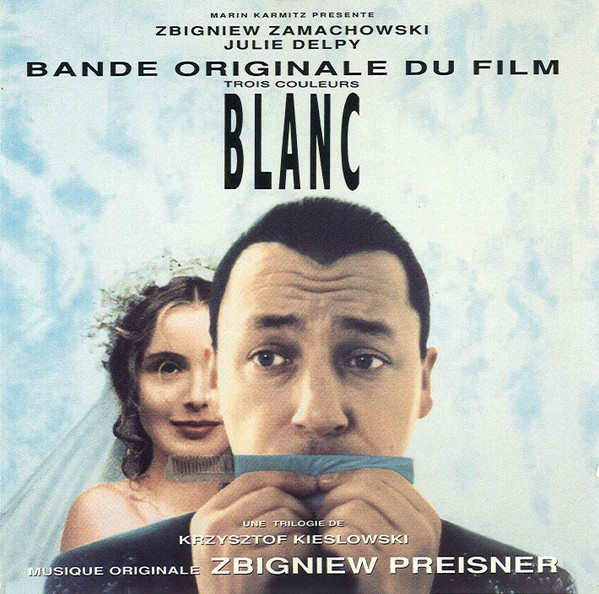 MARIN KARMITZ PRESENTE
ZBIGNIEW ZAMACHOWSKI
JULIE DELPY
BANDE ORIGINALE DU FILM
TROIS COULEURS
BLANC
UNE TRILOGIE DE
KRZYSZTOF KIESLOWSKI
MUSIQUE ORIGINALE ZBIGNIEW PREISNER